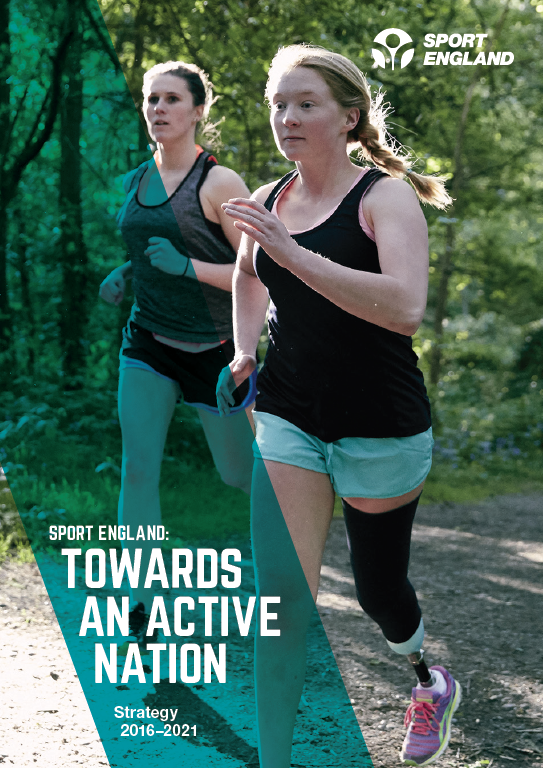 SPORT
ENGLAND
SPORT ENGLAND:
TOWARDS
AN ACTIVE
NATION
Strategy
2016–2021